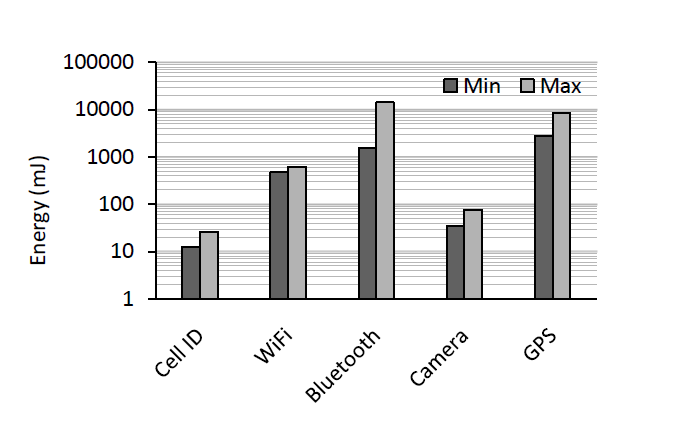 100000
10000
1000
100
10
1
Energy (mJ)
Min
Max
Cell ID
WiFi
Bluetooth
Camera
GPS